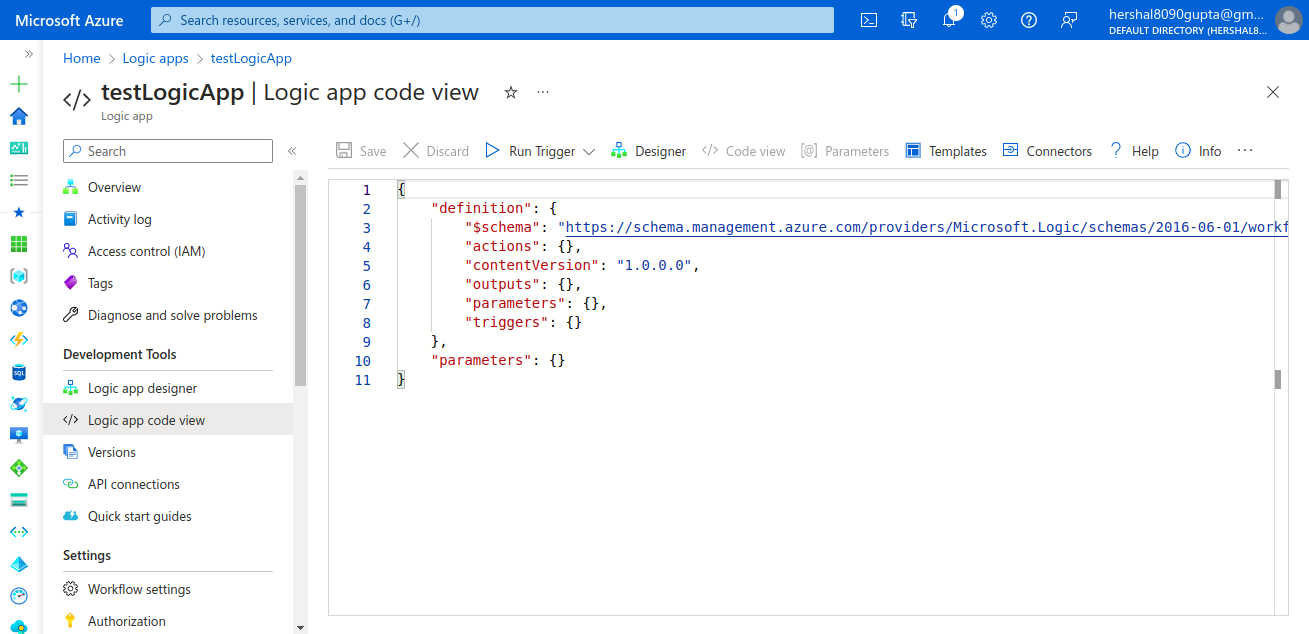 Microsoft Azure
Search resources, services, and docs (G+/)
1
hershal8090gupta@gm...
DEFAULT DIRECTORY (HERSHAL8...
Home > Logic apps > testLogicApp
testLogicApp | Logic app code view
Logic app
Search
Overview
Activity log
Access control (IAM)
Tags
Diagnose and solve problems
Development Tools
Logic app designer
Logic app code view
Versions
API connections
Quick start guides
Settings
Workflow settings
Authorization
Save Discard Run Trigger Designer Code view Parameters Templates Connectors Help Info ...
1 {
2 "definition": {
3 "$schema": "https://schema.management.azure.com/providers/Microsoft.Logic/schemas/2016-06-01/workf
4 "actions": {},
5 "contentVersion": "1.0.0.0",
6 "outputs": {},
7 "parameters": {},
8 "triggers": {}
9 },
10 "parameters": {}
11 }